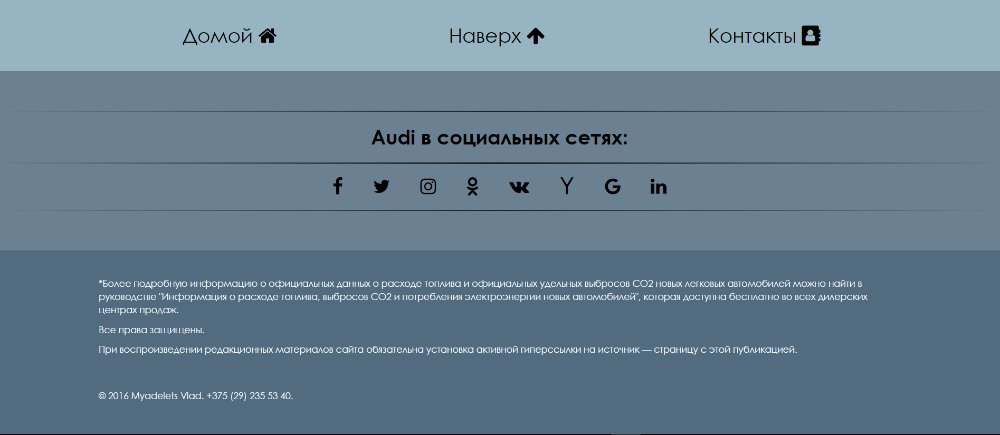 Домой
Наверх
Контакты
Audi в социальных сетях:
*Более подробную информацию о официальных данных о расходе топлива и официальных удельных выбросов CO2 новых легковых автомобилей можно найти в
руководстве "Информация о расходе топлива, выбросов CO2 и потребления электроэнергии новых автомобилей", которая доступна бесплатно во всех дилерских
центрах продаж.
Все права защищены.
При воспроизведении редакционных материалов сайта обязательна установка активной гиперссылки на источник — страницу с этой публикацией.
© 2016 Myadelets Vlad. +375 (29) 235 53 40.